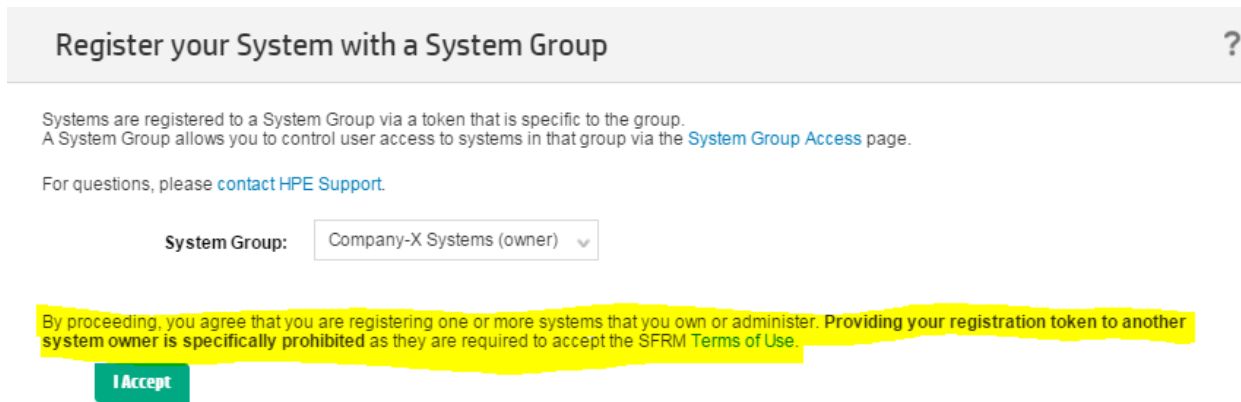 Register your System with a System Group
?
Systems are registered to a System Group via a token that is specific to the group.
A System Group allows you to control user access to systems in that group via the System Group Access page.
For questions, please contact HPE Support.
System Group: Company-X Systems (owner)
By proceeding, you agree that you are registering one or more systems that you own or administer. Providing your registration token to another
system owner is specifically prohibited as they are required to accept the SFRM Terms of Use.
I Accept